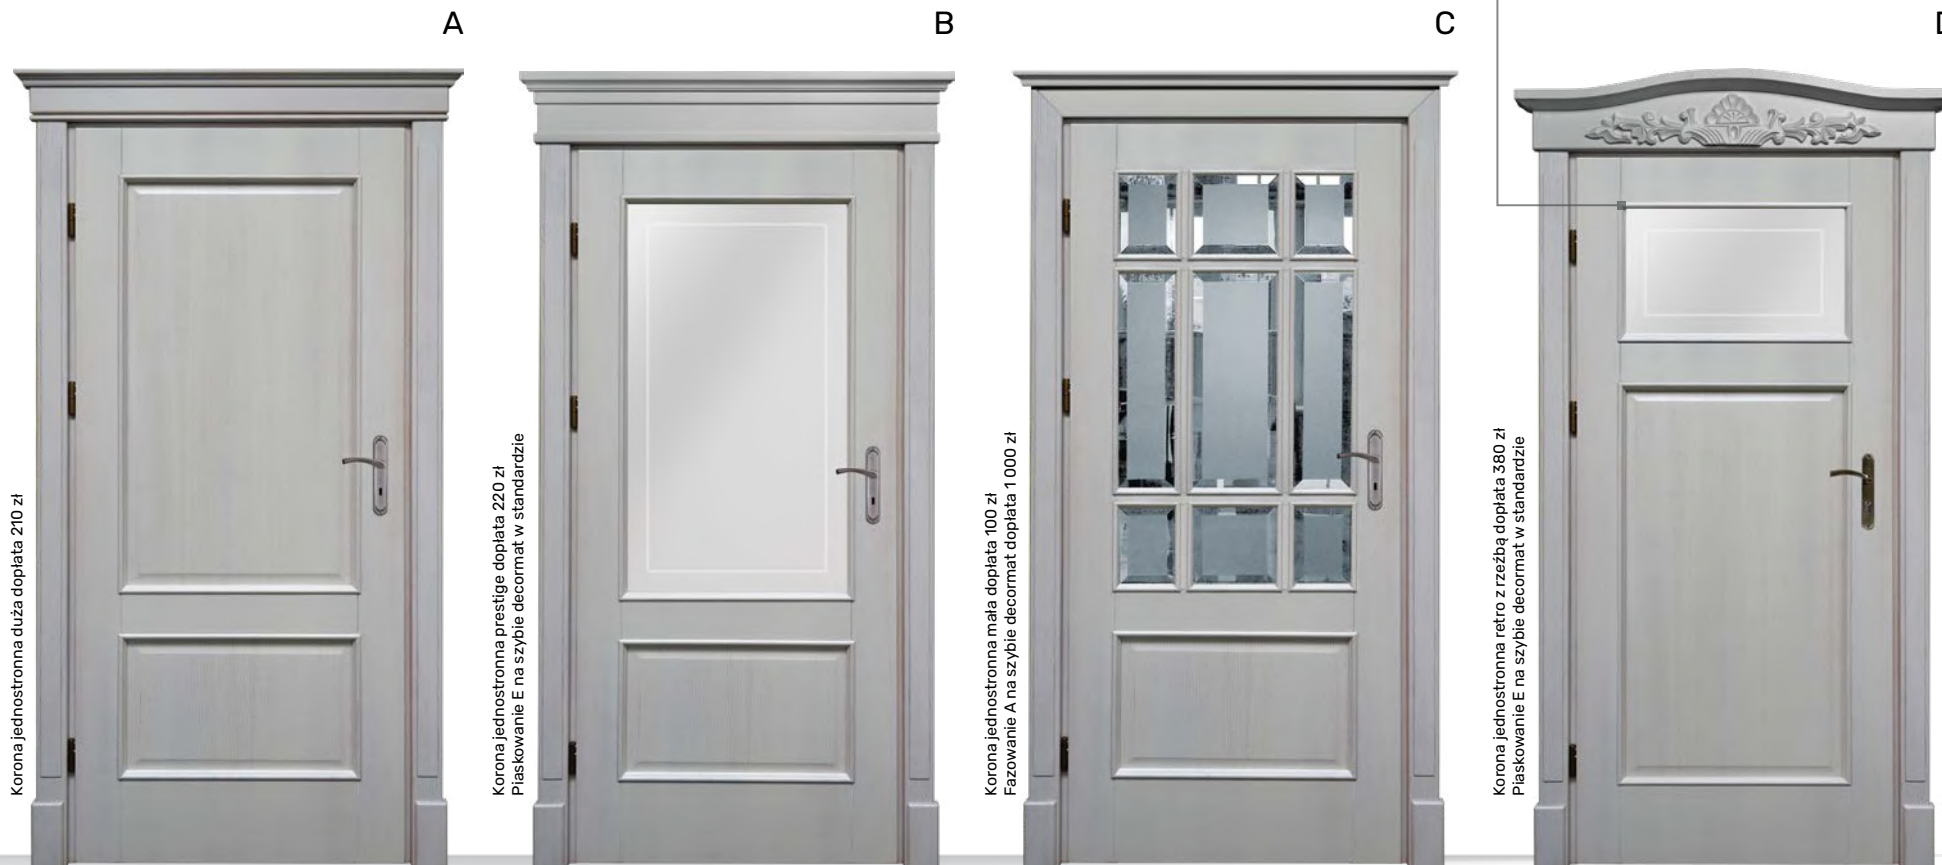 A
B
C
D
Korona jednostronna duża dopłata 210 zł
Korona jednostronna prestige dopłata 220 zł
Piaskowanie E na szybie decormat w standardzie
Korona jednostronna mała dopłata 100 zł
Fazowanie A na szybie decormat dopłata 1 000 zł
Korona jednostronna retro z rzeźbą dopłata 380 zł
Piaskowanie E na szybie decormat w standardzie